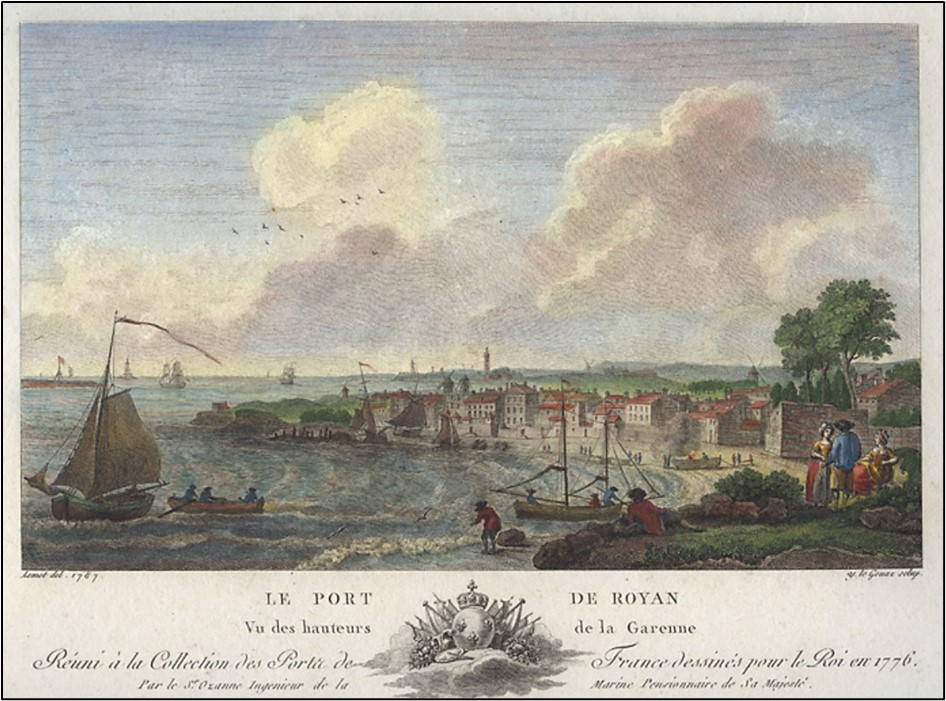 Lemot del. 1787.
Y. le Gouaz sculp.
LE PORT DE ROYAN
Vu des hauteurs de la Garenne
Réuni à la Collection des Ports de France dessinés pour le Roi en 1776.
Par le Sr. Ozanne Ingenieur de la Marine Pensionnaire de Sa Majesté.